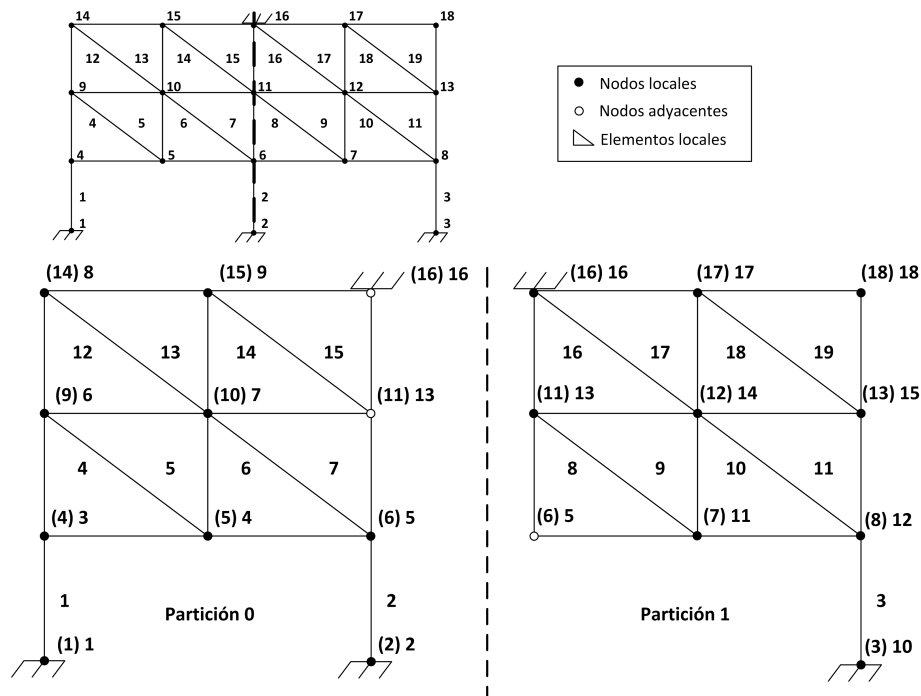 14 15 16 17 18
12 13 14 15 16 17 18 19
9 10 11 12 13
4 5 6 7 8 9 10 11
4 5 6 7 8
1 2 3
1 2 3
Nodos locales
Nodos adyacentes
Elementos locales
(14) 8 (15) 9 (16) 16
12 13 14 15
(9) 6 (10) 7 (11) 13
4 5 6 7
(4) 3 (5) 4 (6) 5
1 Partición 0 2
(1) 1 (2) 2
(16) 16 (17) 17 (18) 18
16 17 18 19
(11) 13 (12) 14 (13) 15
8 9 10 11
(6) 5 (7) 11 (8) 12
Partición 1 3
(3) 10